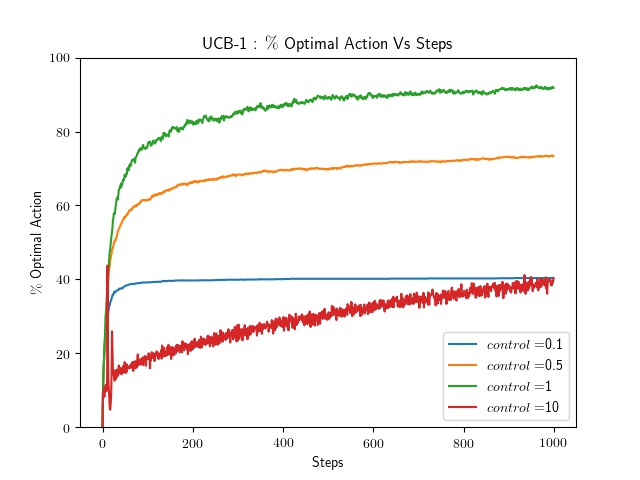 UCB-1 : % Optimal Action Vs Steps
% Optimal Action
100
80
60
40
20
0
0 200 400 600 800 1000
Steps
control =0.1
control =0.5
control =1
control =10